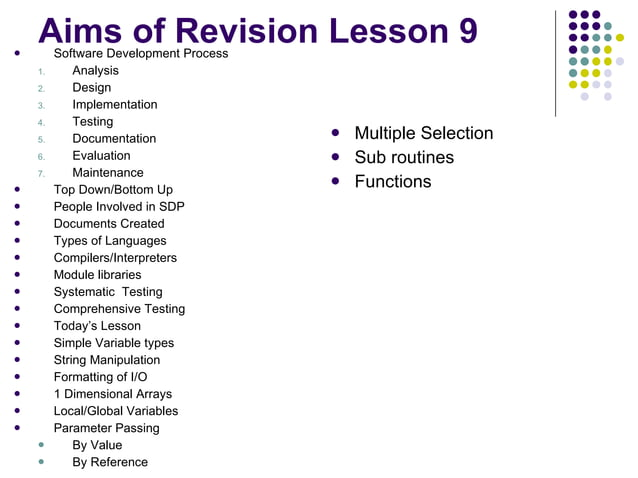 Aims of Revision Lesson 9
• Software Development Process
1. Analysis
2. Design
3. Implementation
4. Testing
5. Documentation
6. Evaluation
7. Maintenance
• Top Down/Bottom Up
• People Involved in SDP
• Documents Created
• Types of Languages
• Compilers/Interpreters
• Module libraries
• Systematic  Testing
• Comprehensive Testing
• Today’s Lesson
• Simple Variable types
• String Manipulation
• Formatting of I/O
• 1 Dimensional Arrays
• Local/Global Variables
• Parameter Passing
• By Value
• By Reference
• Multiple Selection
• Sub routines
• Functions